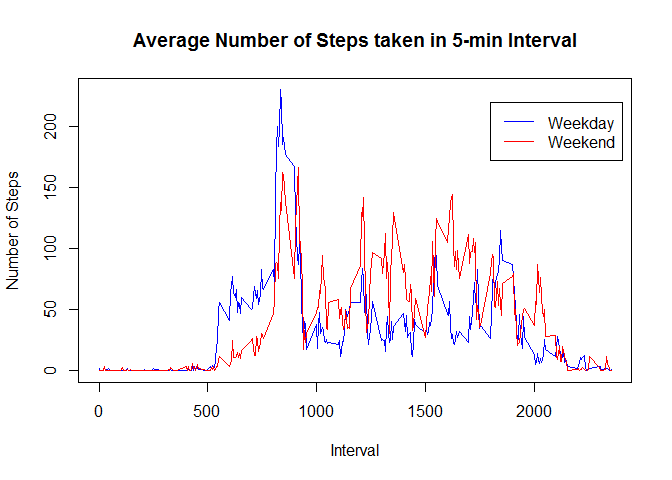 Average Number of Steps taken in 5-min Interval
Weekday
Weekend
Number of Steps
200
150
100
50
0
0 500 1000 1500 2000
Interval